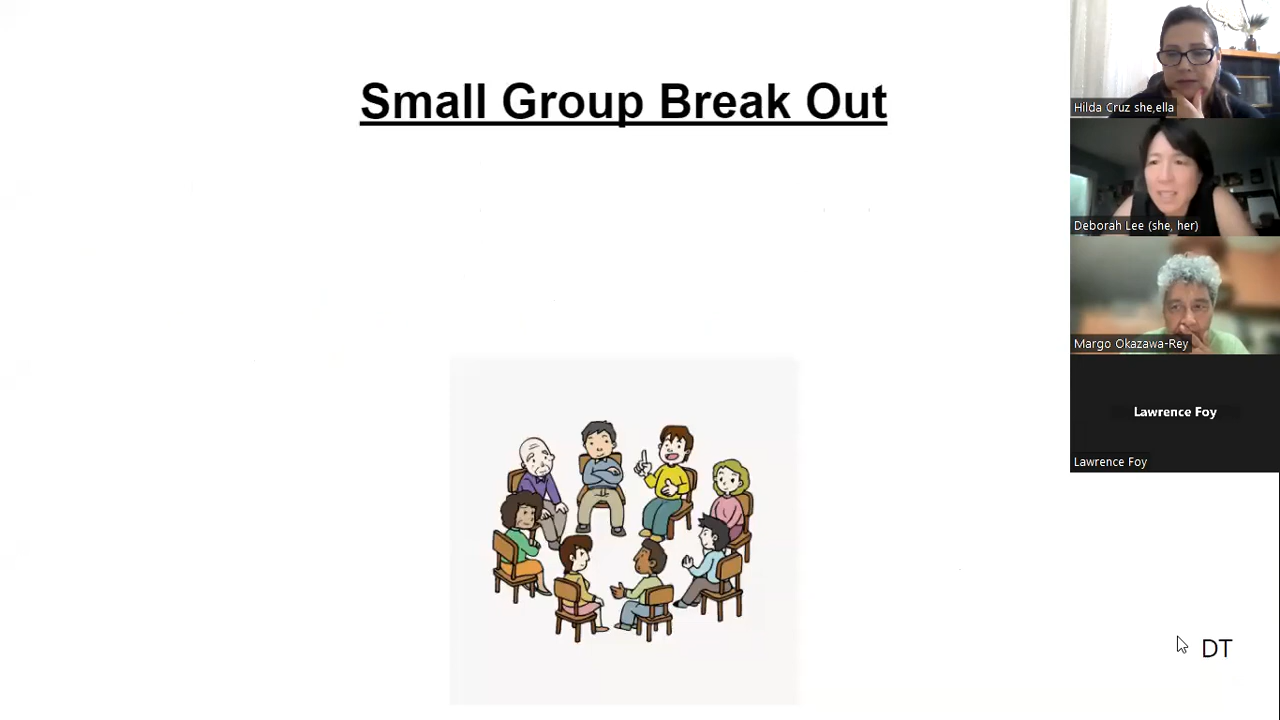 Small Group Break Out
Hilda Cruz she,ella
Deborah Lee (she, her)
Margo Okazawa-Rey
Lawrence Foy
Lawrence Foy
DT